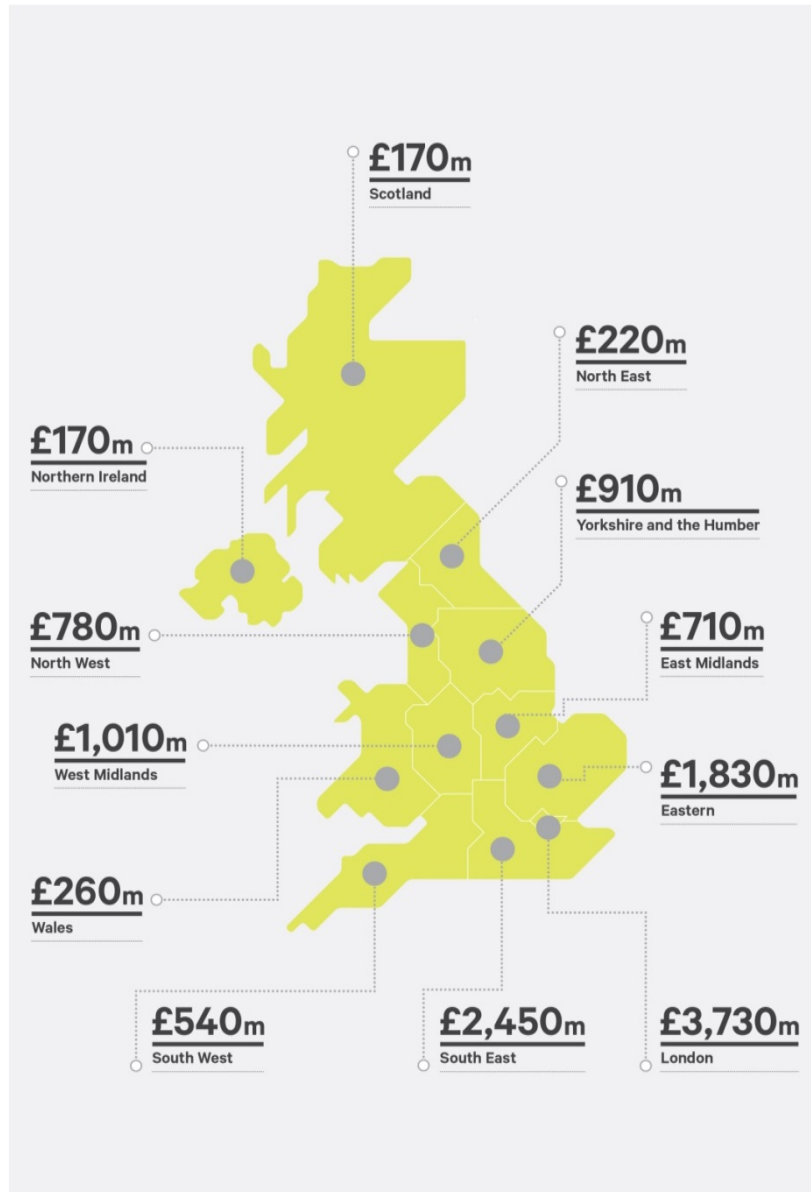 £170m
Scotland
£220m
North East
£170m
Northern Ireland
£910m
Yorkshire and the Humber
£780m
North West
£710m
East Midlands
£1,010m
West Midlands
£1,830m
Eastern
£260m
Wales
£540m
South West
£2,450m
South East
£3,730m
London